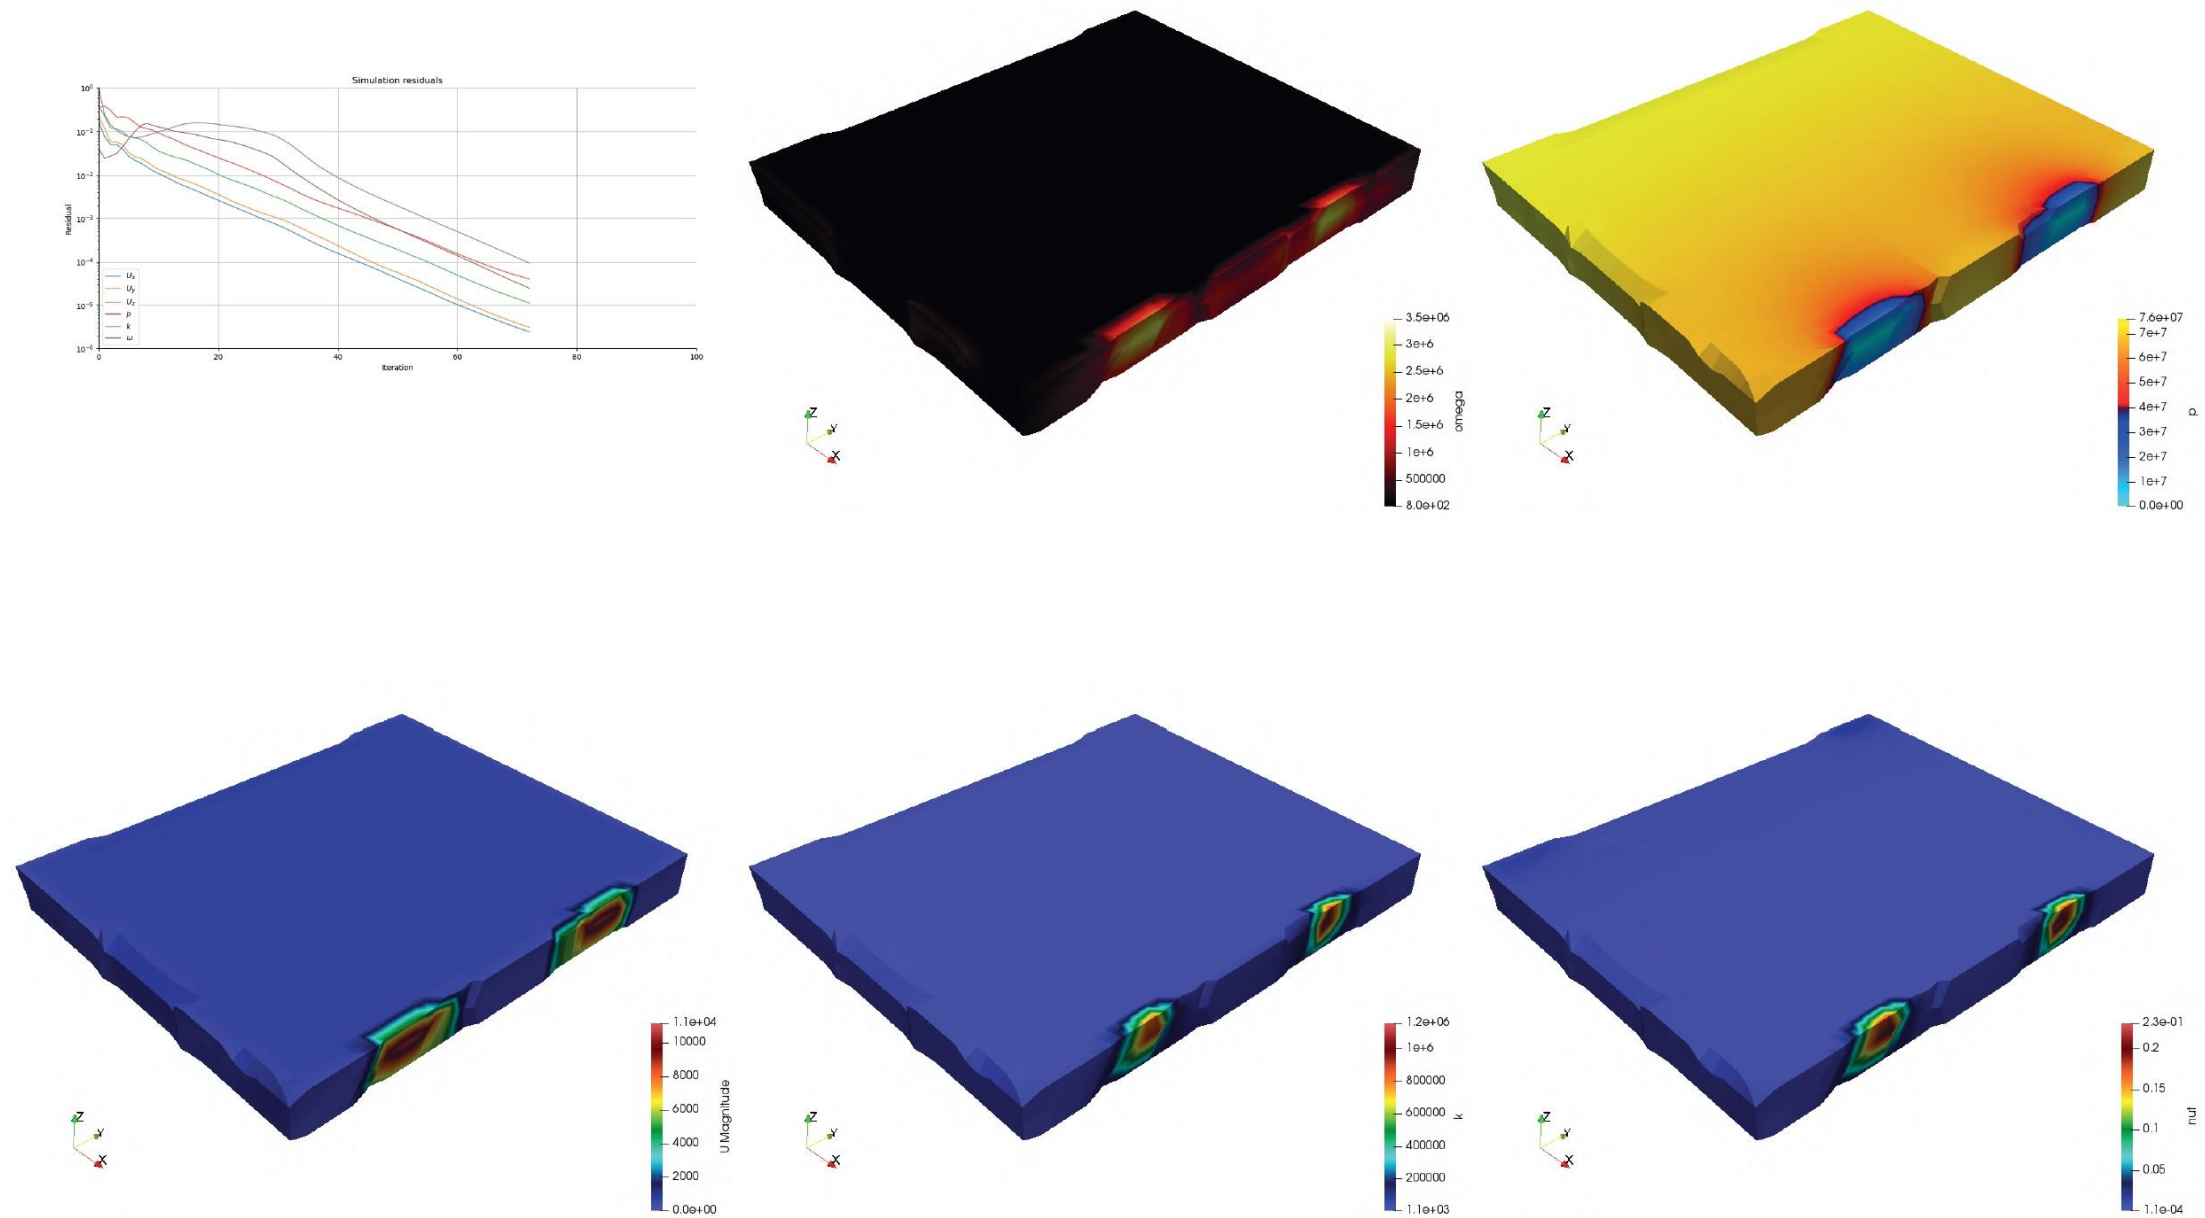 Simulation residuals
10⁰
10⁻¹
10⁻²
10⁻³
10⁻⁴
10⁻⁵
10⁻⁶
Residual
Uₓ
Uᵧ
U_z
p
k
ω
0 20 40 60 80 100
Iteration
3.5e+06
3e+6
2.5e+6
2e+6
1.5e+6
1e+6
500000
8.0e+02
omega
Z
Y
X
7.6e+07
7e+7
6e+7
5e+7
4e+7
3e+7
2e+7
1e+7
0.0e+00
p
Z
Y
X
1.1e+04
10000
8000
6000
4000
2000
0.0e+00
U Magnitude
Z
Y
X
1.2e+06
1e+6
800000
600000
400000
200000
1.1e+03
k
Z
Y
X
2.3e-01
0.2
0.15
0.1
0.05
1.1e-04
nut
Z
Y
X